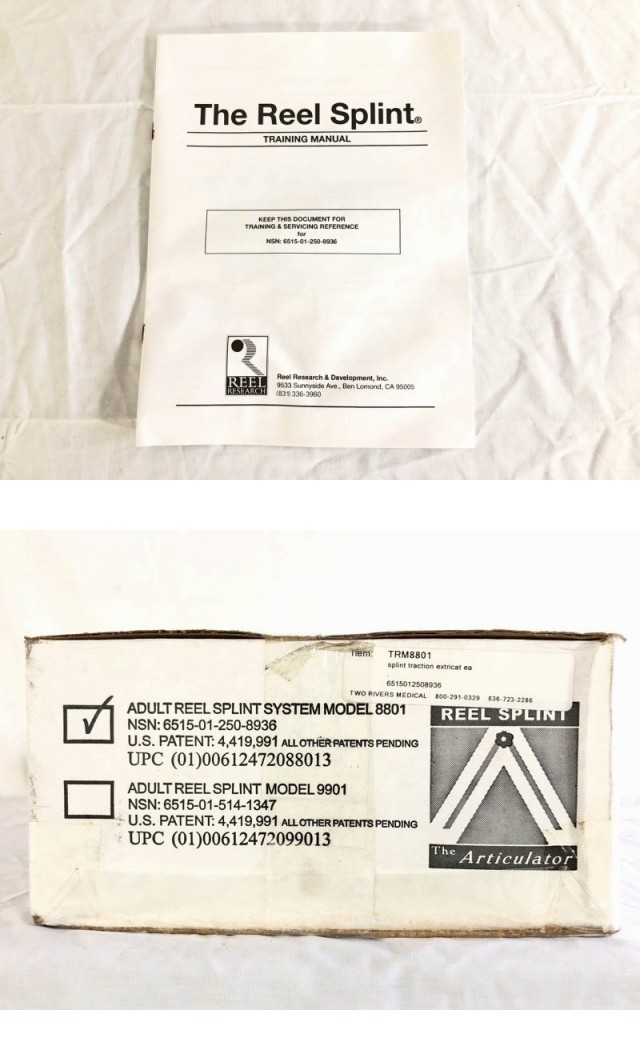 The Reel Splint®
TRAINING MANUAL
KEEP THIS DOCUMENT FOR
TRAINING & SERVICING REFERENCE
for
NSN: 6515-01-250-8936
REEL
RESEARCH
Reel Research & Development, Inc.
9533 Sunnyside Ave., Ben Lomond, CA 95005
(831) 336-3960
Item: TRM8801
splint traction extricat ea
6515012508936
TWO RIVERS MEDICAL 800-291-0329 636-723-2286
ADULT REEL SPLINT SYSTEM MODEL 8801
NSN: 6515-01-250-8936
U.S. PATENT: 4,419,991 ALL OTHER PATENTS PENDING
UPC (01)00612472088013
ADULT REEL SPLINT MODEL 9901
NSN: 6515-01-514-1347
U.S. PATENT: 4,419,991 ALL OTHER PATENTS PENDING
UPC (01)00612472099013
REEL SPLINT
The Articulator